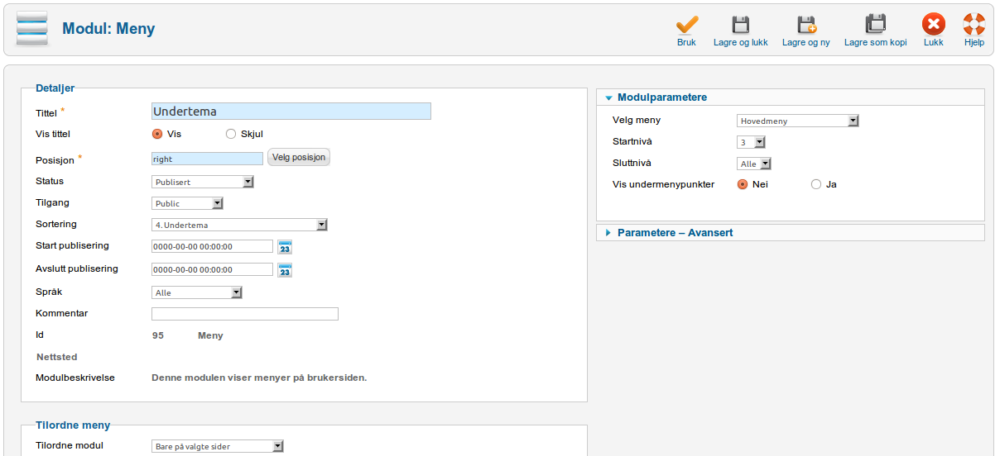 Modul: Meny
Bruk
Lagre og lukk
Lagre og ny
Lagre som kopi
Lukk
Hjelp
Detaljer
Tittel *
Undertema
Vis tittel
Vis
Skjul
Posisjon *
right
Velg posisjon
Status
Publisert
Tilgang
Public
Sortering
4. Undertema
Start publisering
0000-00-00 00:00:00
23
Avslutt publisering
0000-00-00 00:00:00
23
Språk
Alle
Kommentar
Id
95
Meny
Nettsted
Modulbeskrivelse
Denne modulen viser menyer på brukersiden.
Tilordne meny
Tilordne modul
Bare på valgte sider
Modulparametere
Velg meny
Hovedmeny
Startnivå
3
Sluttnivå
Alle
Vis undermenypunkter
Nei
Ja
Parametere – Avansert